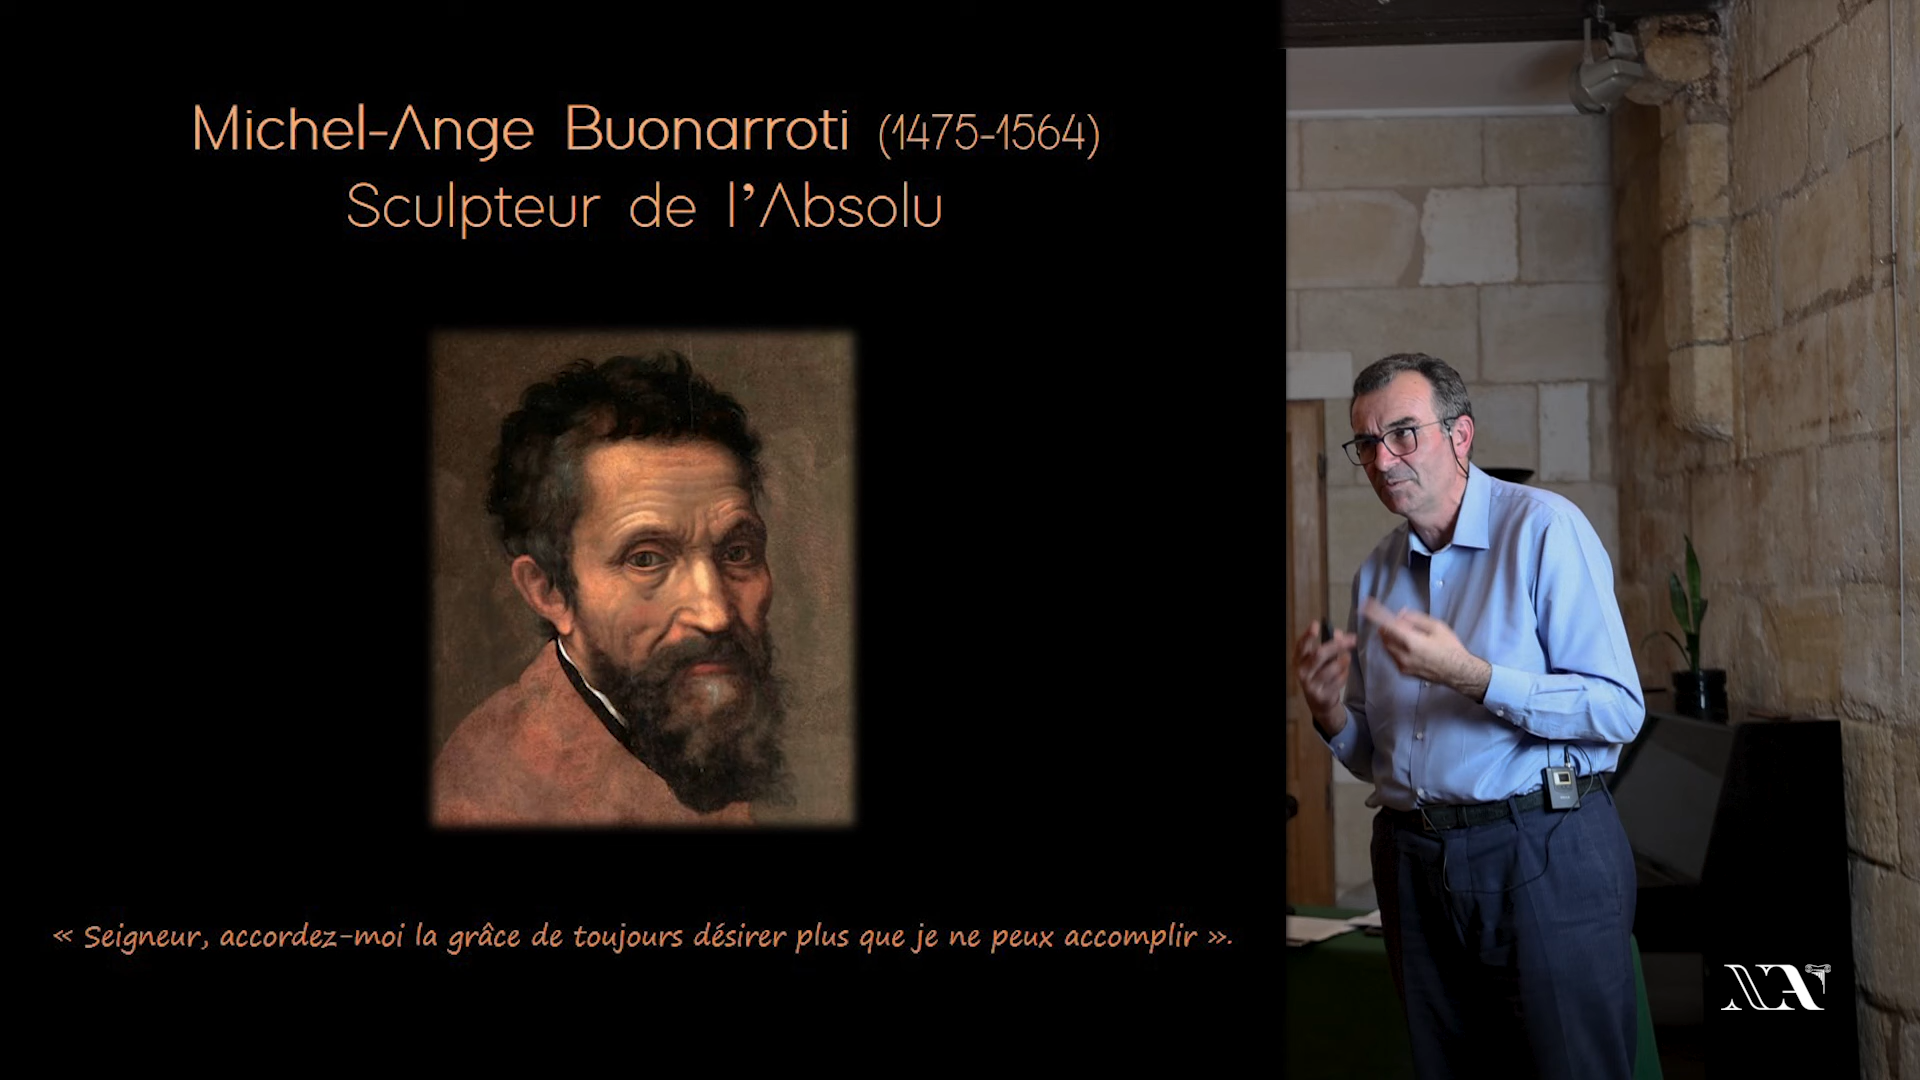 Michel-Ange Buonarroti (1475-1564)
Sculpteur de l’Absolu
« Seigneur, accordez-moi la grâce de toujours désirer plus que je ne peux accomplir ».
NA